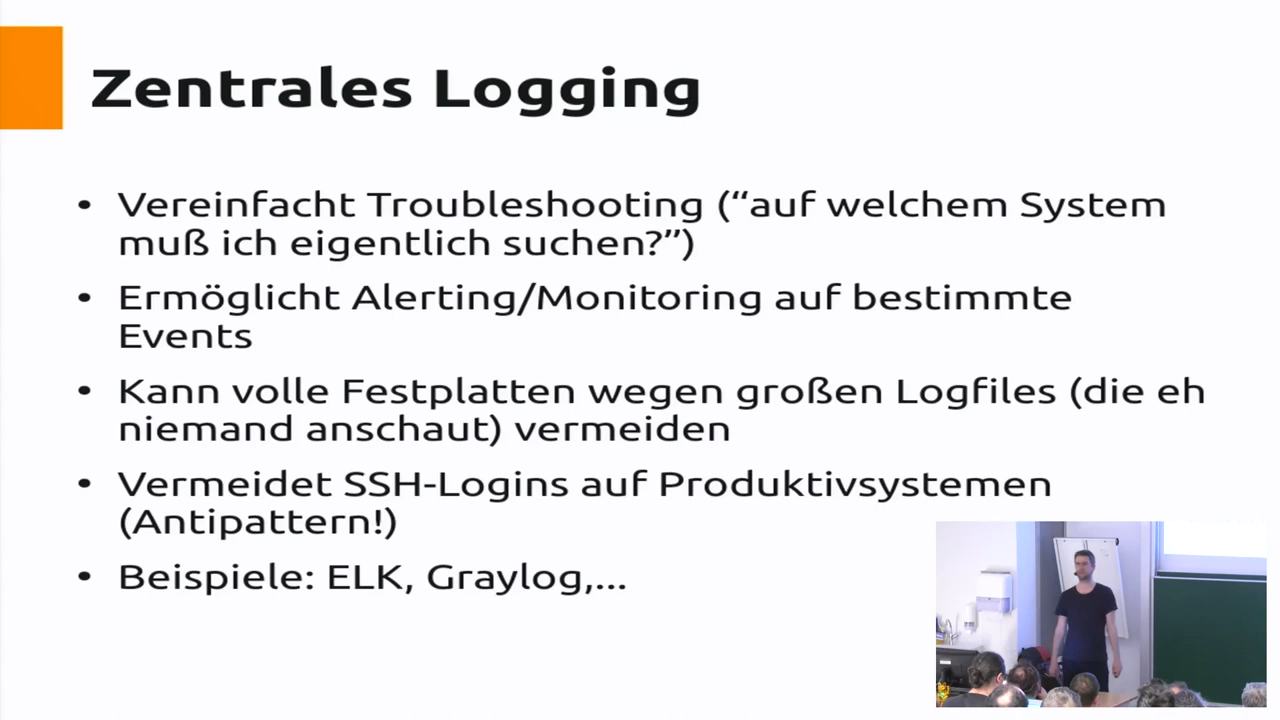 Zentrales Logging
• Vereinfacht Troubleshooting (“auf welchem System
muß ich eigentlich suchen?”)
• Ermöglicht Alerting/Monitoring auf bestimmte
Events
• Kann volle Festplatten wegen großen Logfiles (die eh
niemand anschaut) vermeiden
• Vermeidet SSH-Logins auf Produktivsystemen
(Antipattern!)
• Beispiele: ELK, Graylog,...